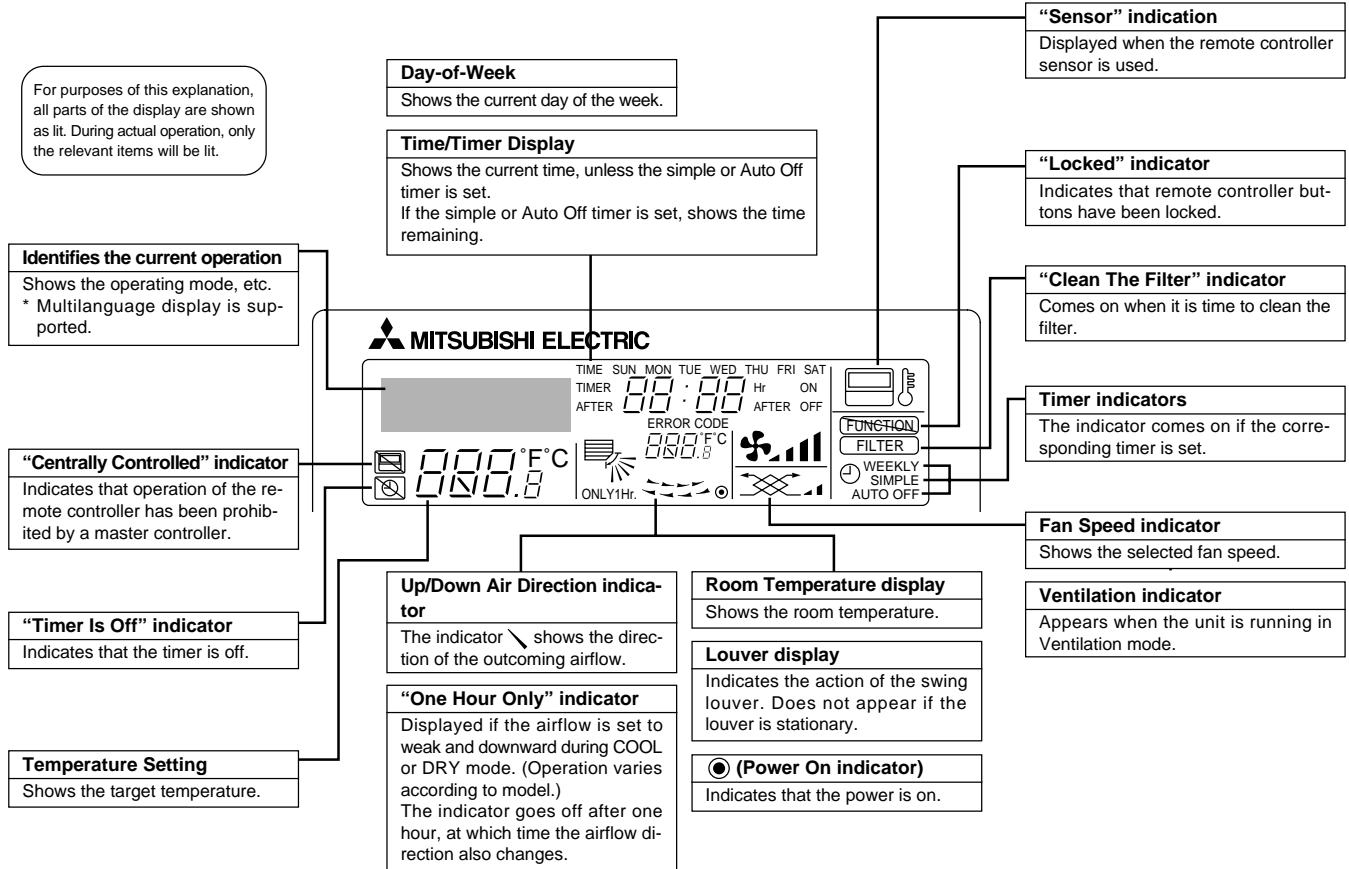 For purposes of this explanation,
all parts of the display are shown
as lit. During actual operation, only
the relevant items will be lit.
Day-of-Week
Shows the current day of the week.
Time/Timer Display
Shows the current time, unless the simple or Auto Off
timer is set.
If the simple or Auto Off timer is set, shows the time
remaining.
“Sensor” indication
Displayed when the remote controller
sensor is used.
“Locked” indicator
Indicates that remote controller but-
tons have been locked.
“Clean The Filter” indicator
Comes on when it is time to clean the
filter.
Timer indicators
The indicator comes on if the corre-
sponding timer is set.
Fan Speed indicator
Shows the selected fan speed.
Ventilation indicator
Appears when the unit is running in
Ventilation mode.
Identifies the current operation
Shows the operating mode, etc.
* Multilanguage display is sup-
ported.
“Centrally Controlled” indicator
Indicates that operation of the re-
mote controller has been prohib-
ited by a master controller.
“Timer Is Off” indicator
Indicates that the timer is off.
Temperature Setting
Shows the target temperature.
MITSUBISHI ELECTRIC
TIME SUN MON TUE WED THU FRI SAT
TIMER 88:88 Hr ON
AFTER AFTER OFF
ERROR CODE
888.8 °F°C
888.8 °F°C
ONLY1Hr.
FUNCTION
FILTER
WEEKLY
SIMPLE
AUTO OFF
Up/Down Air Direction indica-
tor
The indicator shows the direc-
tion of the outcoming airflow.
“One Hour Only” indicator
Displayed if the airflow is set to
weak and downward during COOL
or DRY mode. (Operation varies
according to model.)
The indicator goes off after one
hour, at which time the airflow di-
rection also changes.
Room Temperature display
Shows the room temperature.
Louver display
Indicates the action of the swing
louver. Does not appear if the
louver is stationary.
(Power On indicator)
Indicates that the power is on.